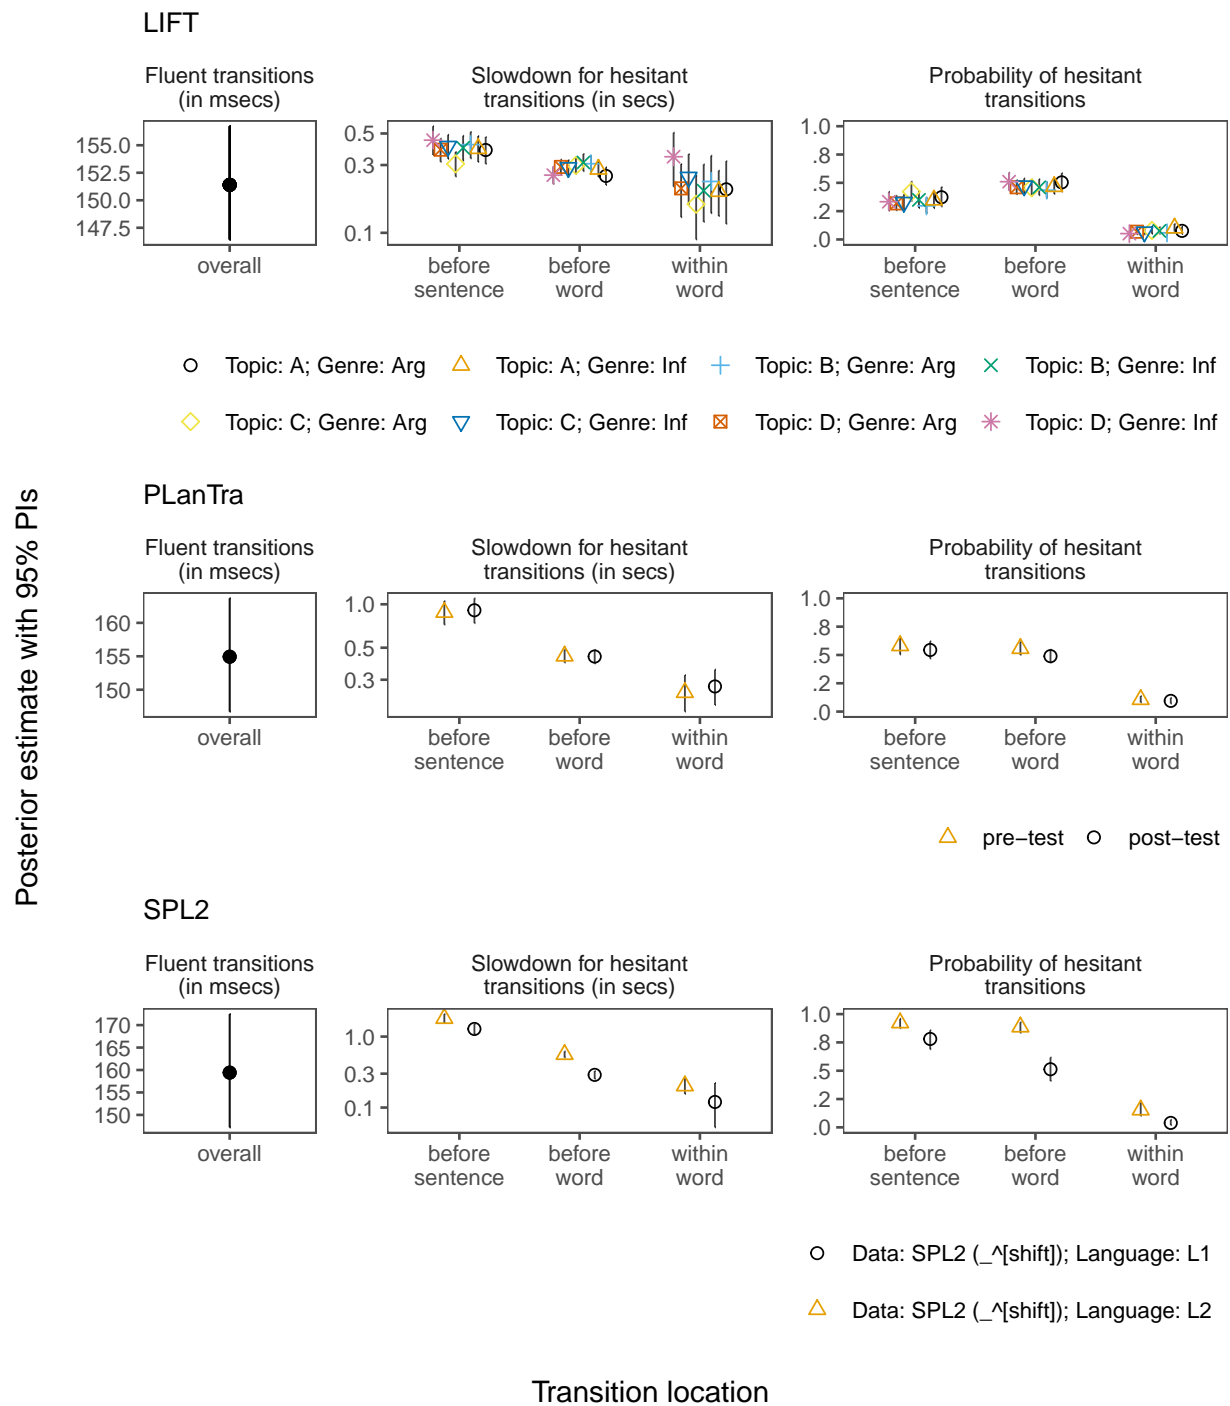 LIFT
Fluent transitions
(in msecs)
Slowdown for hesitant
transitions (in secs)
Probability of hesitant
transitions
155.0
152.5
150.0
147.5
overall
0.5
0.3
0.1
before
sentence
before
word
within
word
1.0
.8
.5
.2
.0
before
sentence
before
word
within
word
Topic: A; Genre: Arg
Topic: A; Genre: Inf
Topic: B; Genre: Arg
Topic: B; Genre: Inf
Topic: C; Genre: Arg
Topic: C; Genre: Inf
Topic: D; Genre: Arg
Topic: D; Genre: Inf
Posterior estimate with 95% PIs
PLanTra
Fluent transitions
(in msecs)
Slowdown for hesitant
transitions (in secs)
Probability of hesitant
transitions
160
155
150
overall
1.0
0.5
0.3
before
sentence
before
word
within
word
1.0
.8
.5
.2
.0
before
sentence
before
word
within
word
pre−test
post−test
SPL2
Fluent transitions
(in msecs)
Slowdown for hesitant
transitions (in secs)
Probability of hesitant
transitions
170
165
160
155
150
overall
1.0
0.3
0.1
before
sentence
before
word
within
word
1.0
.8
.5
.2
.0
before
sentence
before
word
within
word
Data: SPL2 (_^[shift]); Language: L1
Data: SPL2 (_^[shift]); Language: L2
Transition location